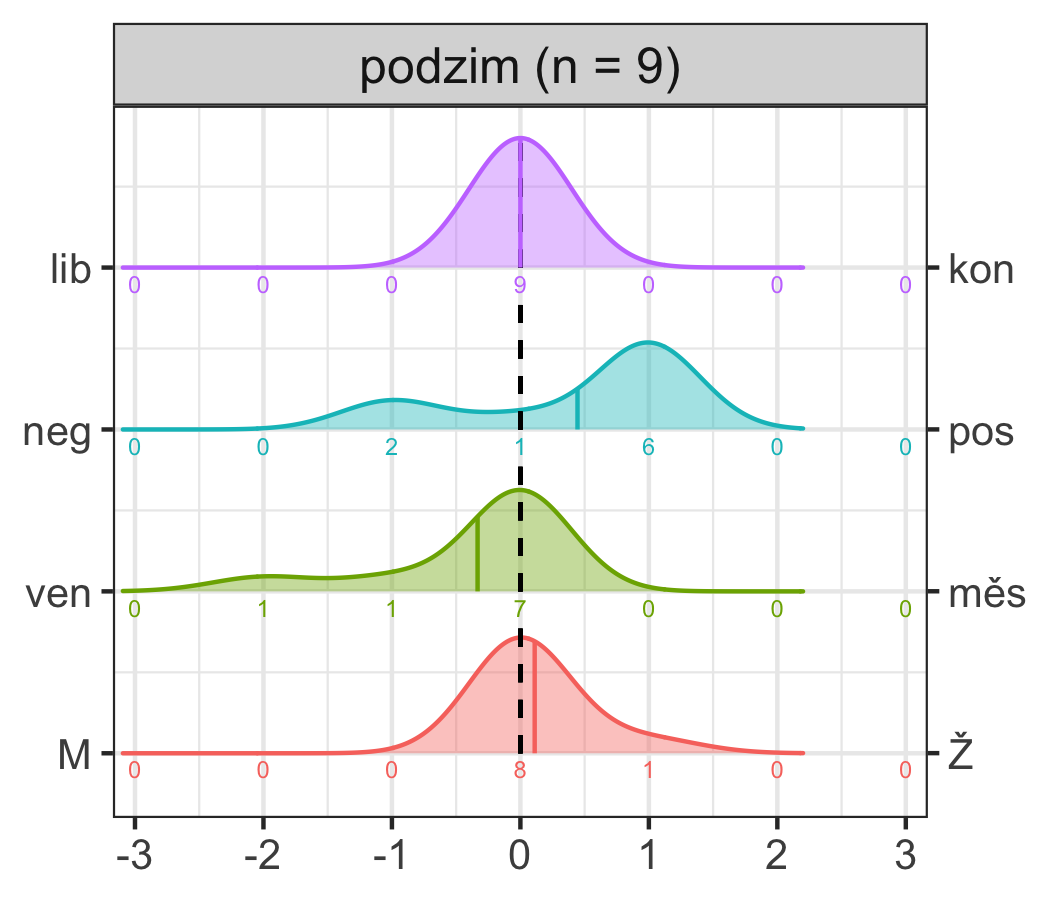 podzim (n = 9)
lib kon
0 0 0 9 0 0 0
neg pos
0 0 2 1 6 0 0
ven měs
0 1 1 7 0 0 0
M Ž
0 0 0 8 1 0 0
-3 -2 -1 0 1 2 3